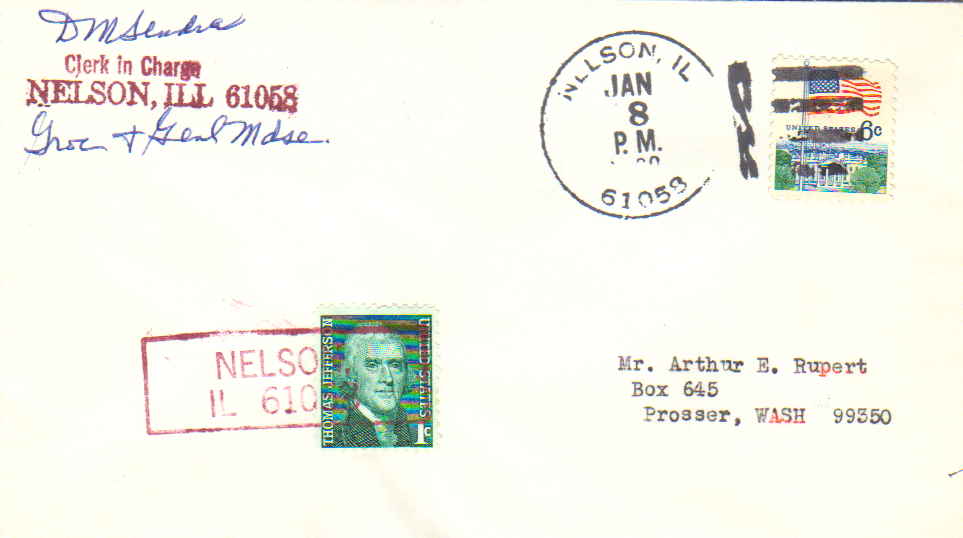 Clerk in Charge
NELSON, ILL 61058
Groc + Genl Mdse.
NELSON, IL
JAN
8
P. M.
61058
UNITED STATES
6c
NELSO
IL 610
THOMAS JEFFERSON
UNITED STATES
1c
Mr. Arthur E. Rupert
Box 645
Prosser, WASH 99350